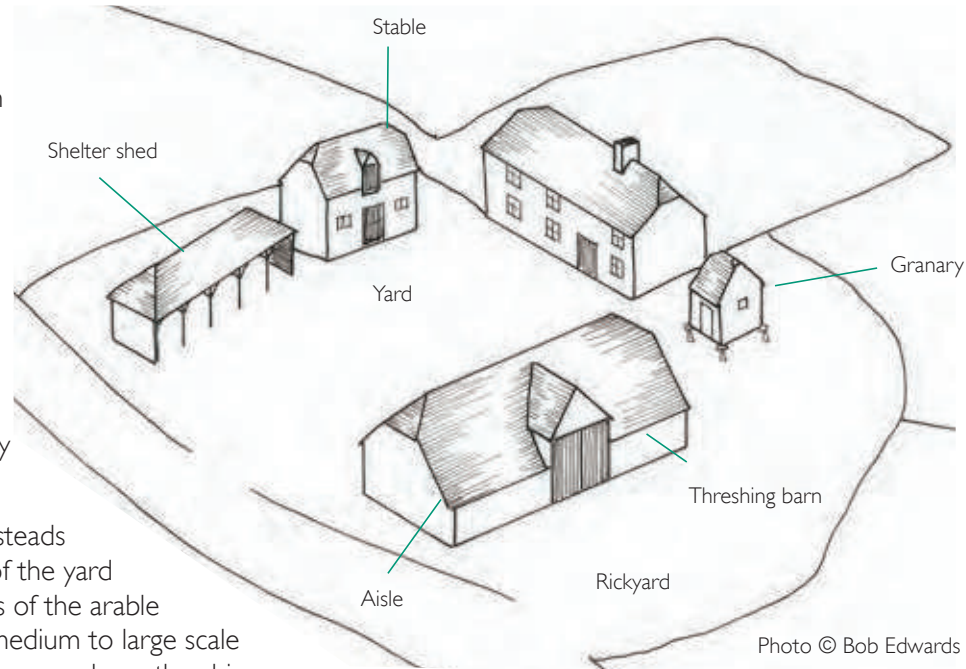 Stable
Shelter shed
Granary
Yard
Threshing barn
Aisle
Rickyard
steads
of the yard
s of the arable
medium to large scale
Photo © Bob Edwards